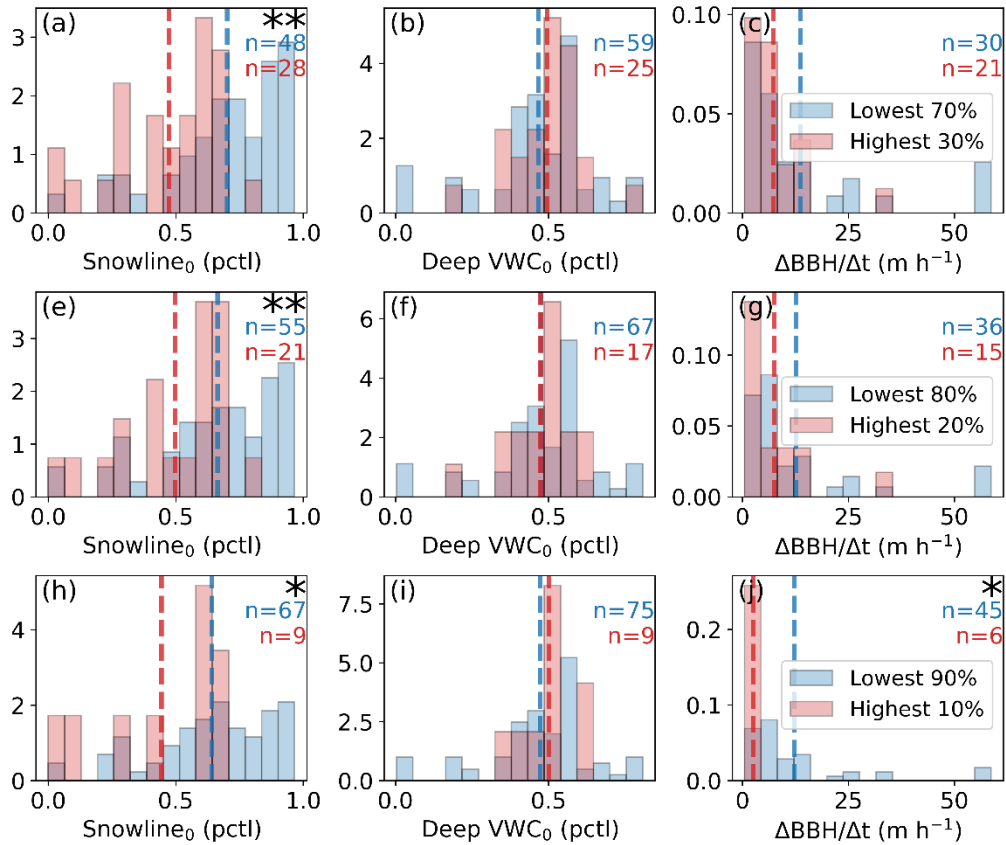 (a)
**
n=48
n=28
3
2
1
0
0.0
0.5
1.0
Snowline₀ (pctl)
(b)
n=59
n=25
4
2
0
0.5
Deep VWC₀ (pctl)
(c)
n=30
n=21
Lowest 70%
Highest 30%
0.10
0.05
0.00
0
25
50
ΔBBH/Δt (m h⁻¹)
(e)
**
n=55
n=21
3
2
1
0
0.0
0.5
1.0
Snowline₀ (pctl)
(f)
n=67
n=17
6
4
2
0
0.5
Deep VWC₀ (pctl)
(g)
n=36
n=15
Lowest 80%
Highest 20%
0.10
0.05
0.00
0
25
50
ΔBBH/Δt (m h⁻¹)
(h)
*
n=67
n=9
4
2
0
0.0
0.5
1.0
Snowline₀ (pctl)
(i)
n=75
n=9
7.5
5.0
2.5
0.0
0.5
Deep VWC₀ (pctl)
(j)
*
n=45
n=6
Lowest 90%
Highest 10%
0.2
0.1
0.0
0
25
50
ΔBBH/Δt (m h⁻¹)